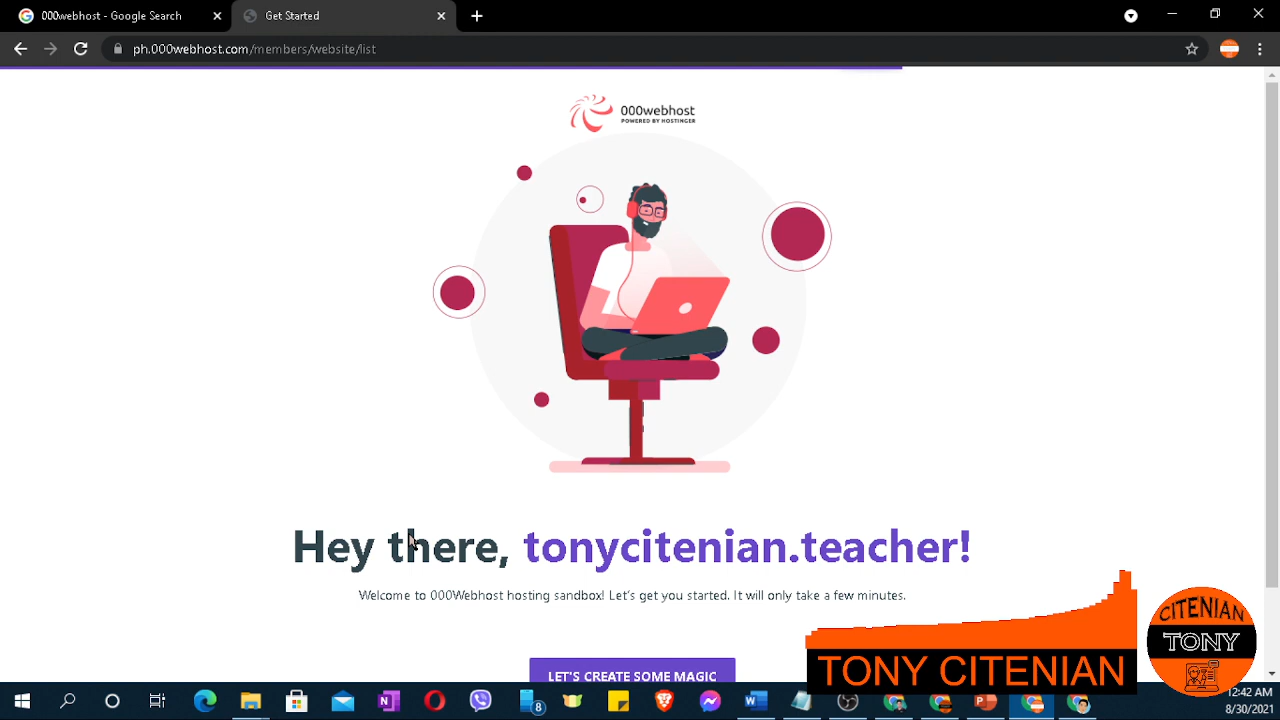 000webhost - Google Search
Get Started
ph.000webhost.com/members/website/list
000webhost
POWERED BY HOSTINGER
Hey there, tonycitenian.teacher!
Welcome to 000Webhost hosting sandbox! Let's get you started. It will only take a few minutes.
LET'S CREATE SOME MAGIC
TONY CITENIAN
CITENIAN
TONY
8
12:42 AM
8/30/2021